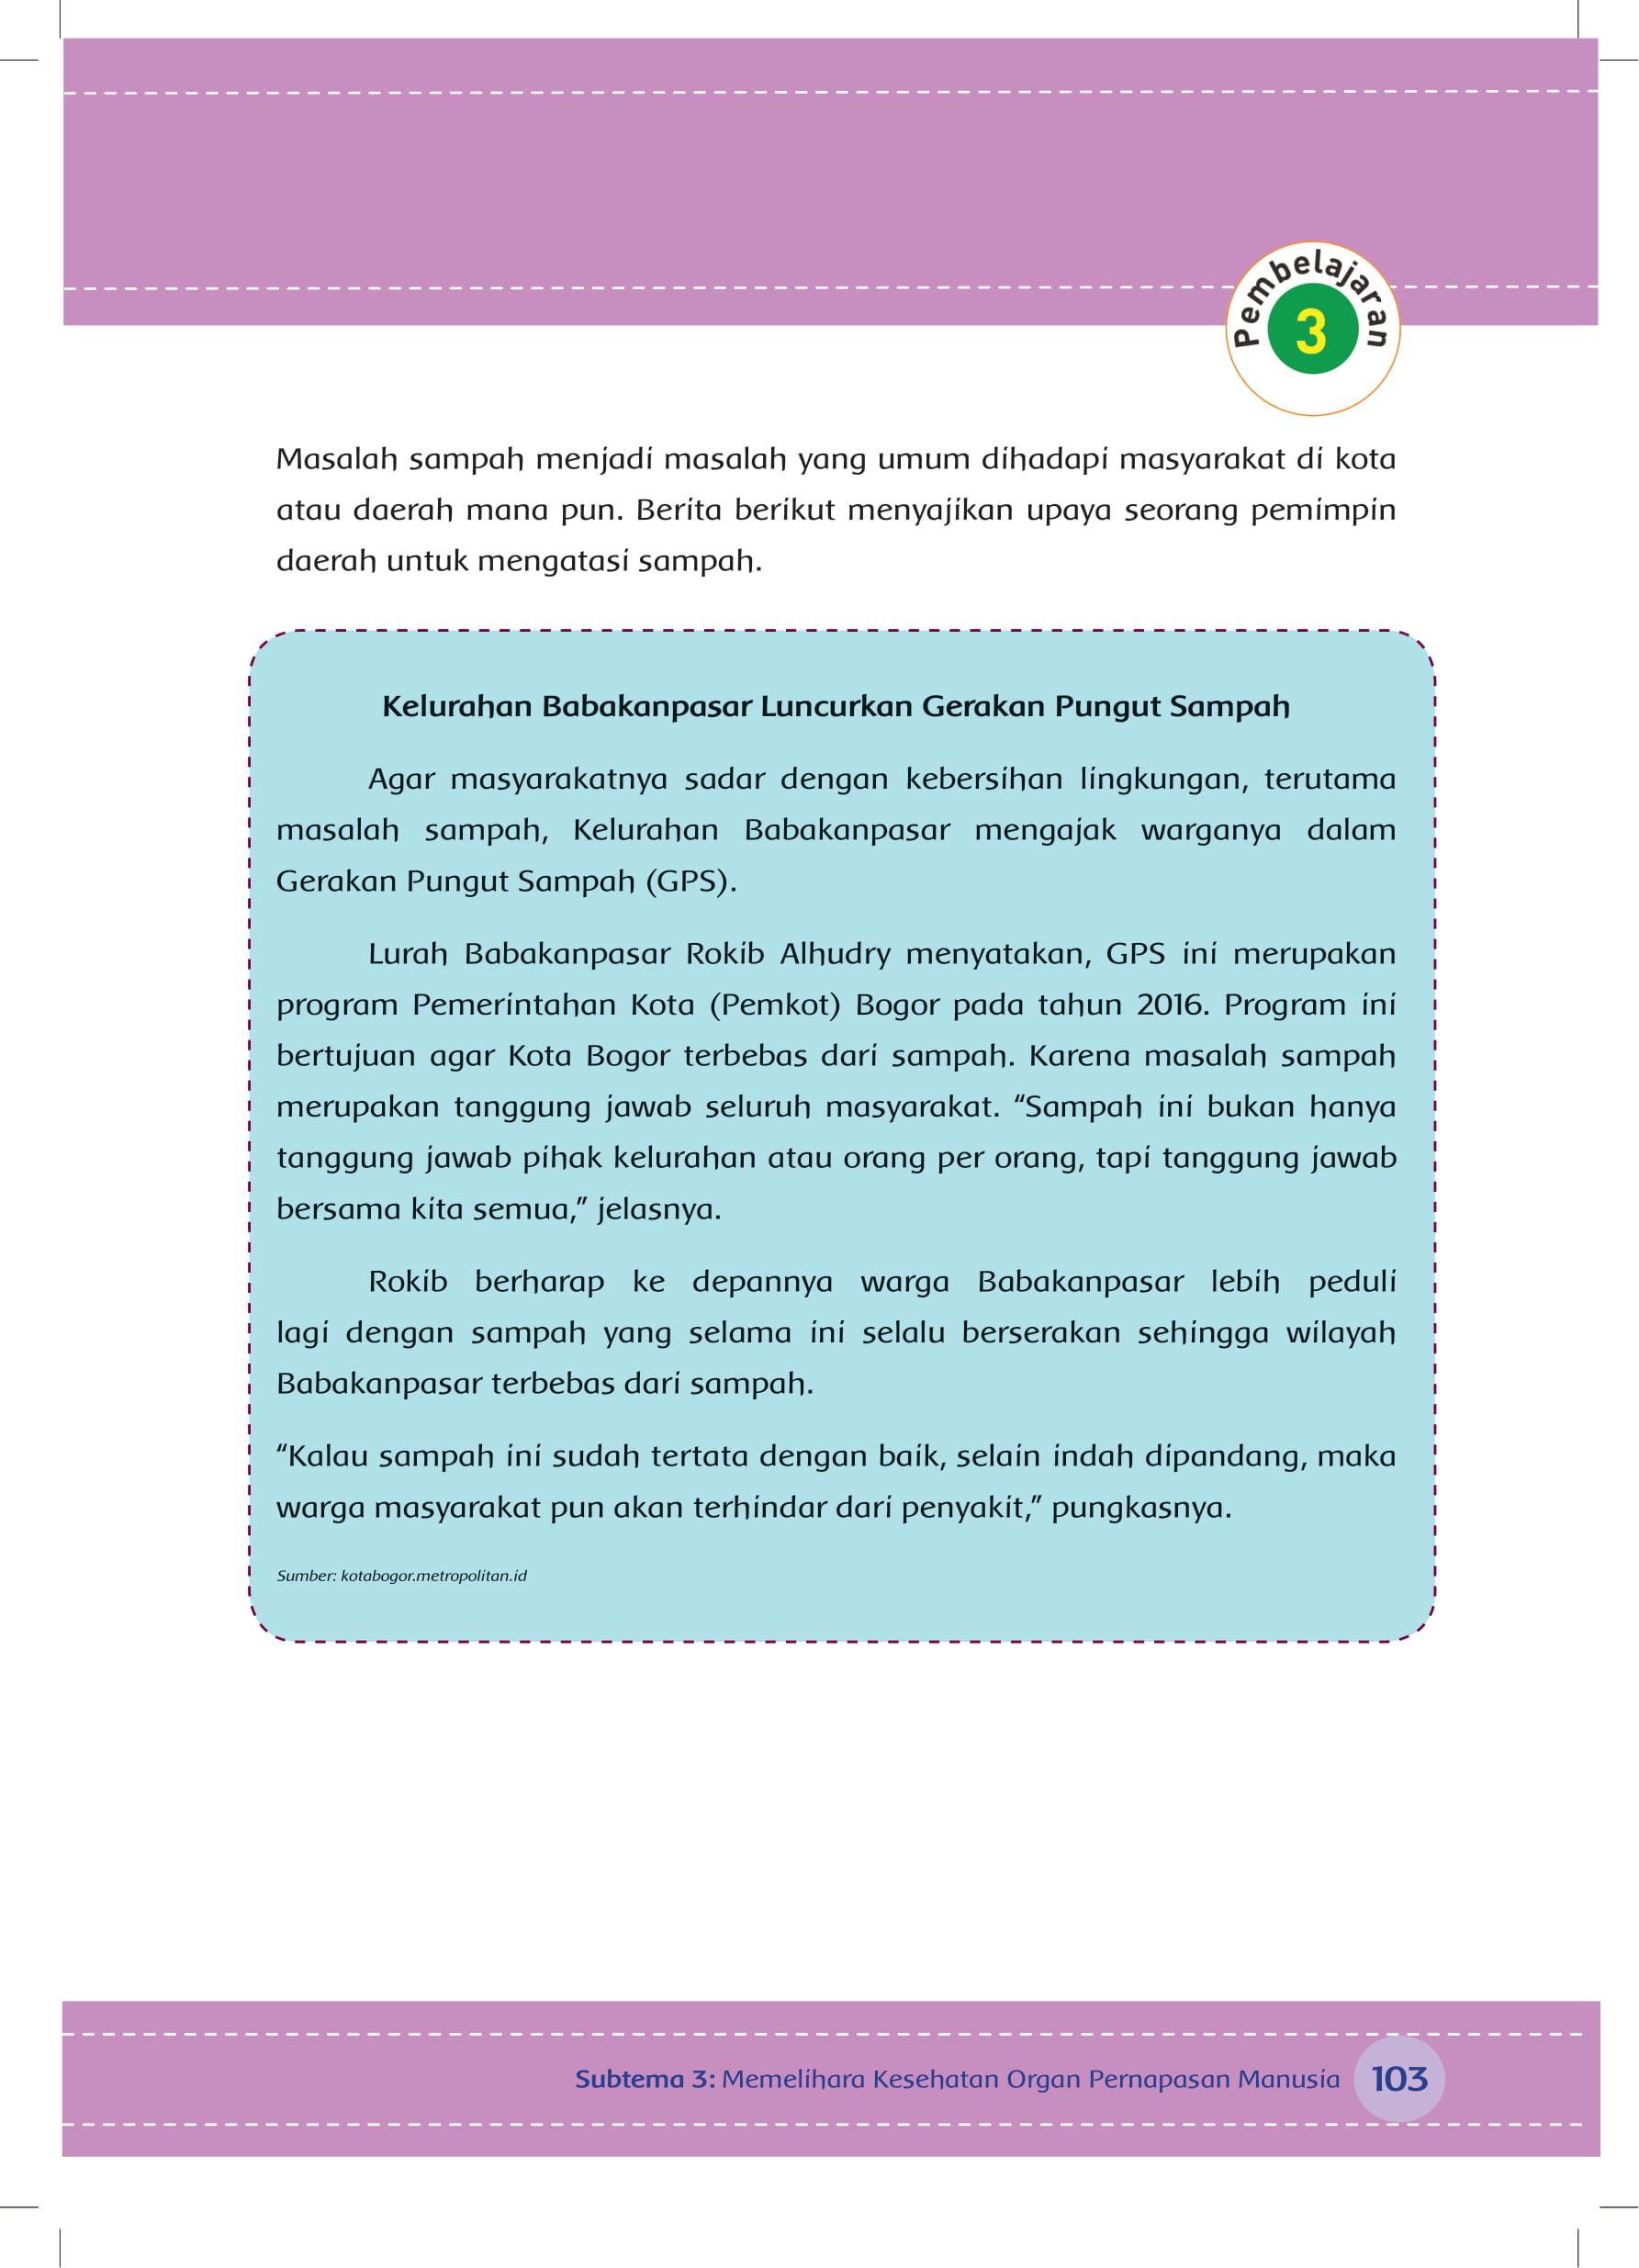 Pembelajaran
3
Masalah sampah menjadi masalah yang umum dihadapi masyarakat di kota
atau daerah mana pun. Berita berikut menyajikan upaya seorang pemimpin
daerah untuk mengatasi sampah.
Kelurahan Babakanpasar Luncurkan Gerakan Pungut Sampah
Agar masyarakatnya sadar dengan kebersihan lingkungan, terutama
masalah sampah, Kelurahan Babakanpasar mengajak warganya dalam
Gerakan Pungut Sampah (GPS).
Lurah Babakanpasar Rokib Alhudry menyatakan, GPS ini merupakan
program Pemerintahan Kota (Pemkot) Bogor pada tahun 2016. Program ini
bertujuan agar Kota Bogor terbebas dari sampah. Karena masalah sampah
merupakan tanggung jawab seluruh masyarakat. “Sampah ini bukan hanya
tanggung jawab pihak kelurahan atau orang per orang, tapi tanggung jawab
bersama kita semua,” jelasnya.
Rokib berharap ke depannya warga Babakanpasar lebih peduli
lagi dengan sampah yang selama ini selalu berserakan sehingga wilayah
Babakanpasar terbebas dari sampah.
“Kalau sampah ini sudah tertata dengan baik, selain indah dipandang, maka
warga masyarakat pun akan terhindar dari penyakit,” pungkasnya.
Sumber: kotabogor.metropolitan.id
Subtema 3: Memelihara Kesehatan Organ Pernapasan Manusia 103